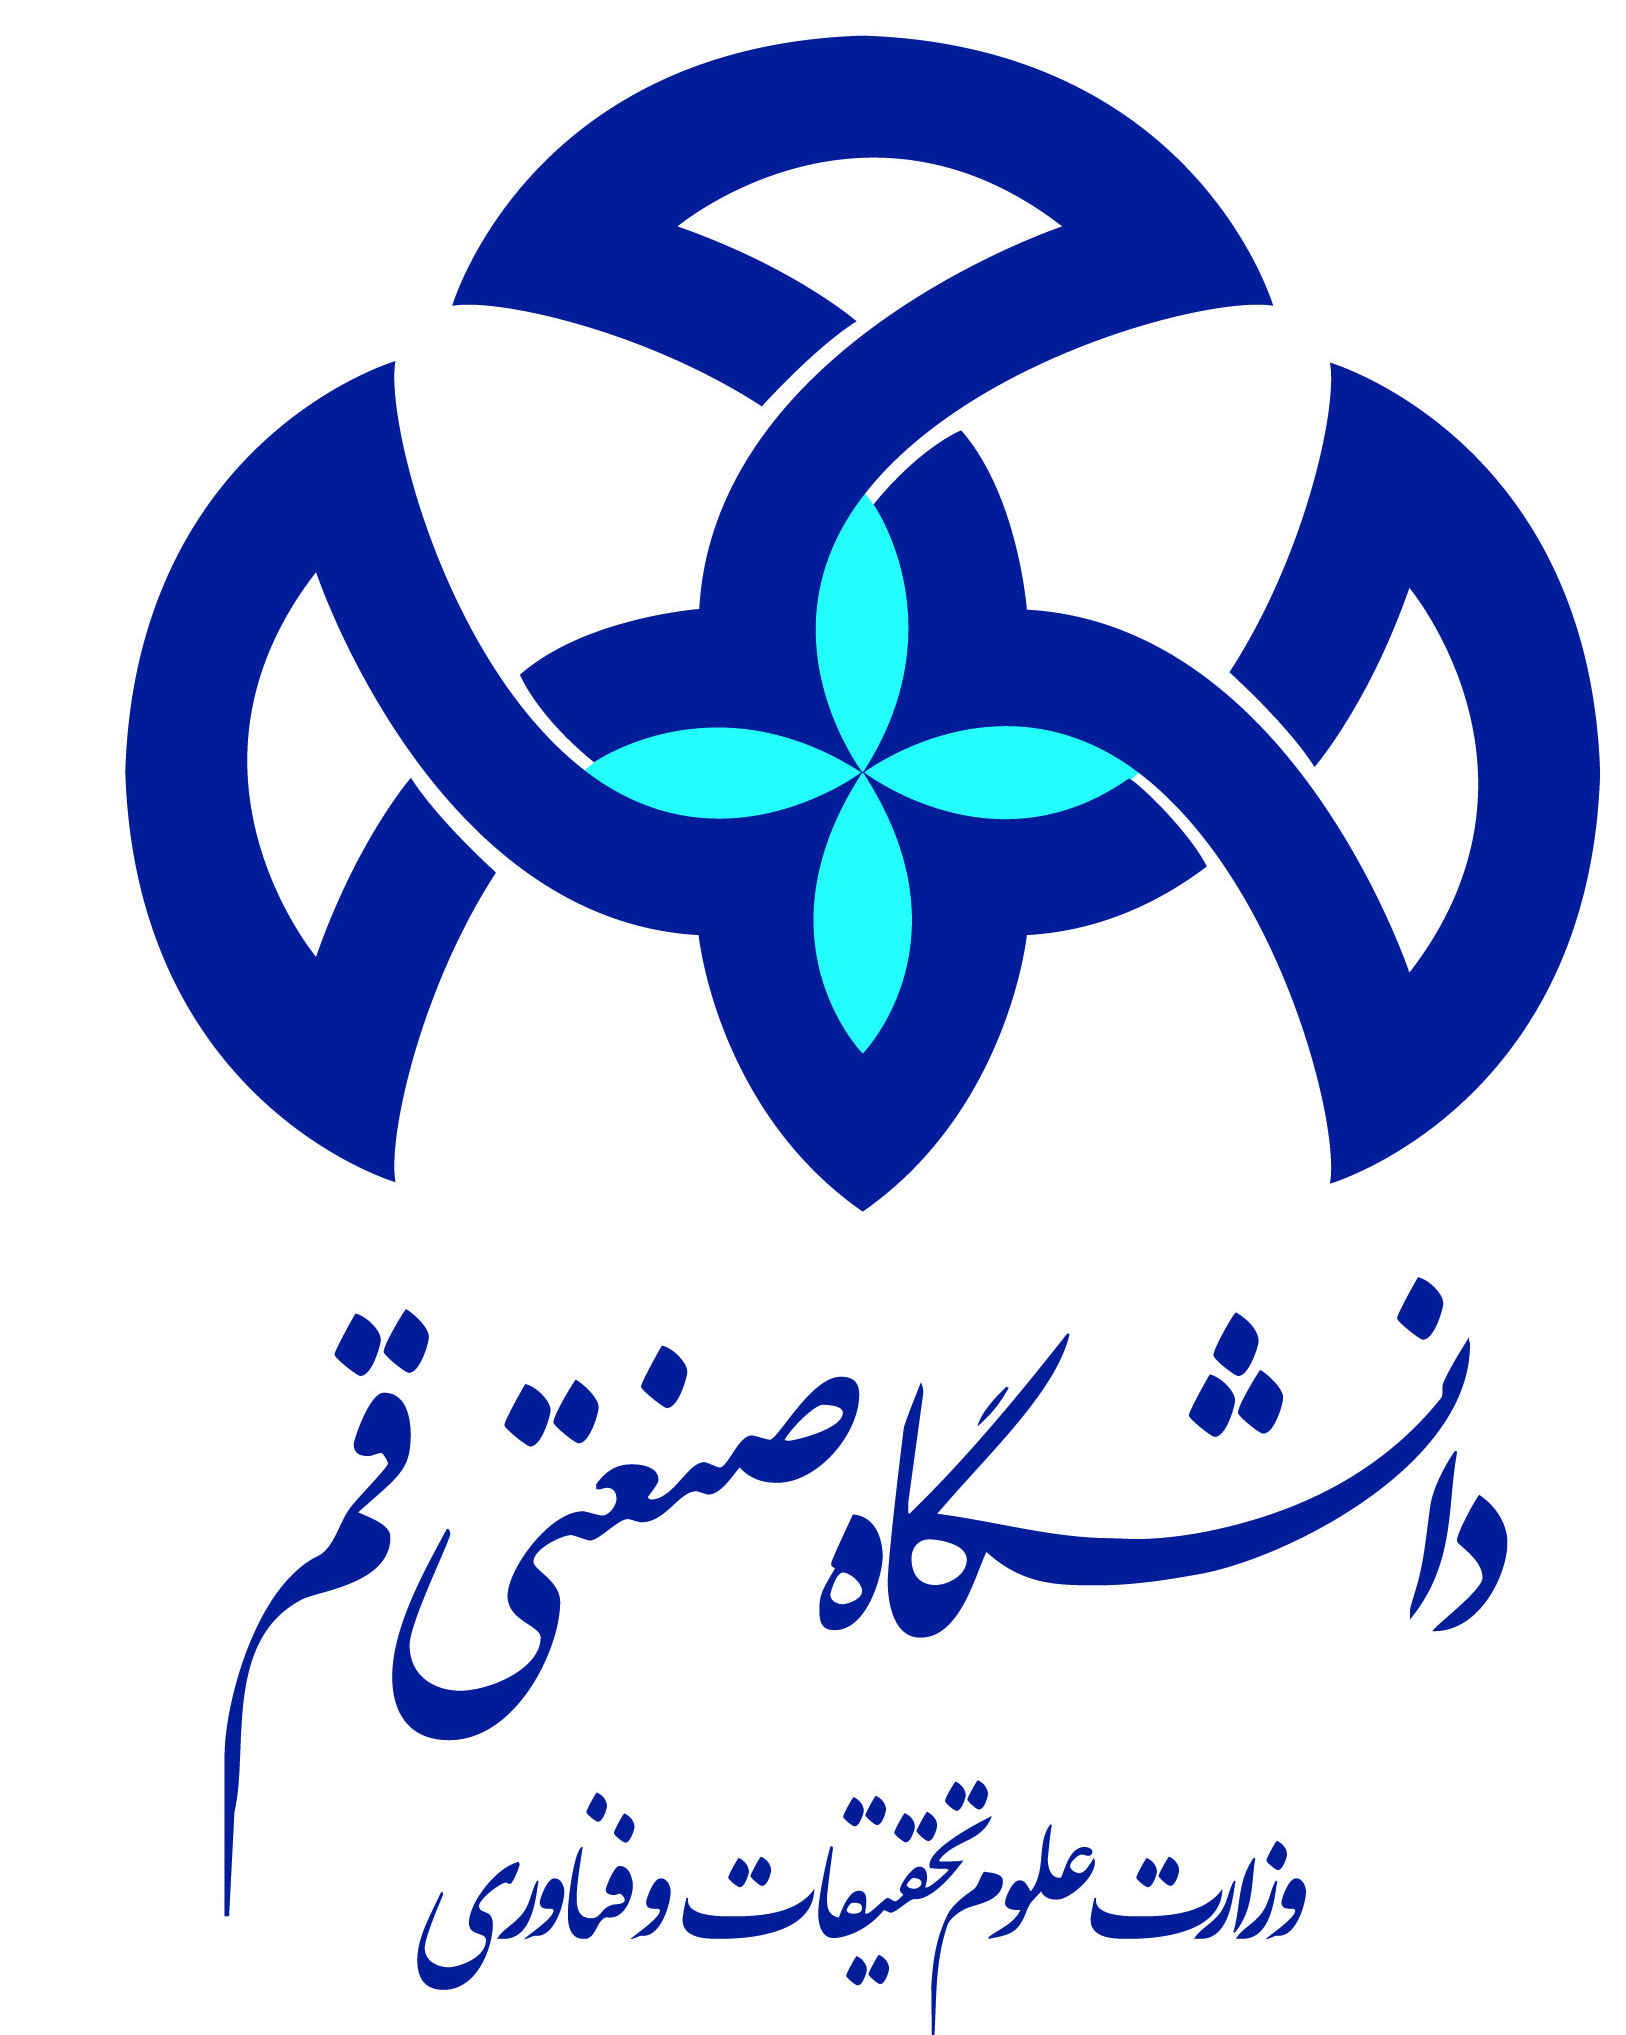 دانشگاه صنعتی قم
وزارت علوم تحقیقات و فناوری